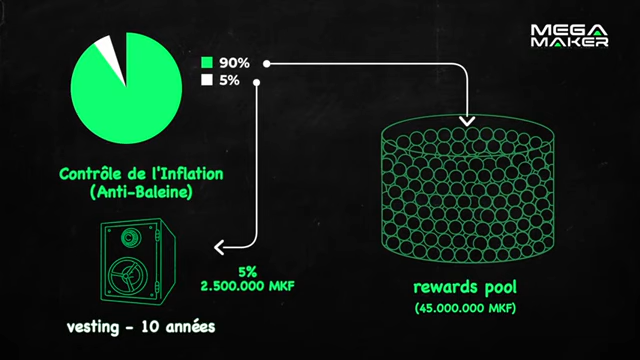 MEGA
MAKER
90%
5%
Contrôle de l'Inflation
(Anti-Baleine)
5%
2.500.000 MKF
vesting - 10 années
rewards pool
(45.000.000 MKF)